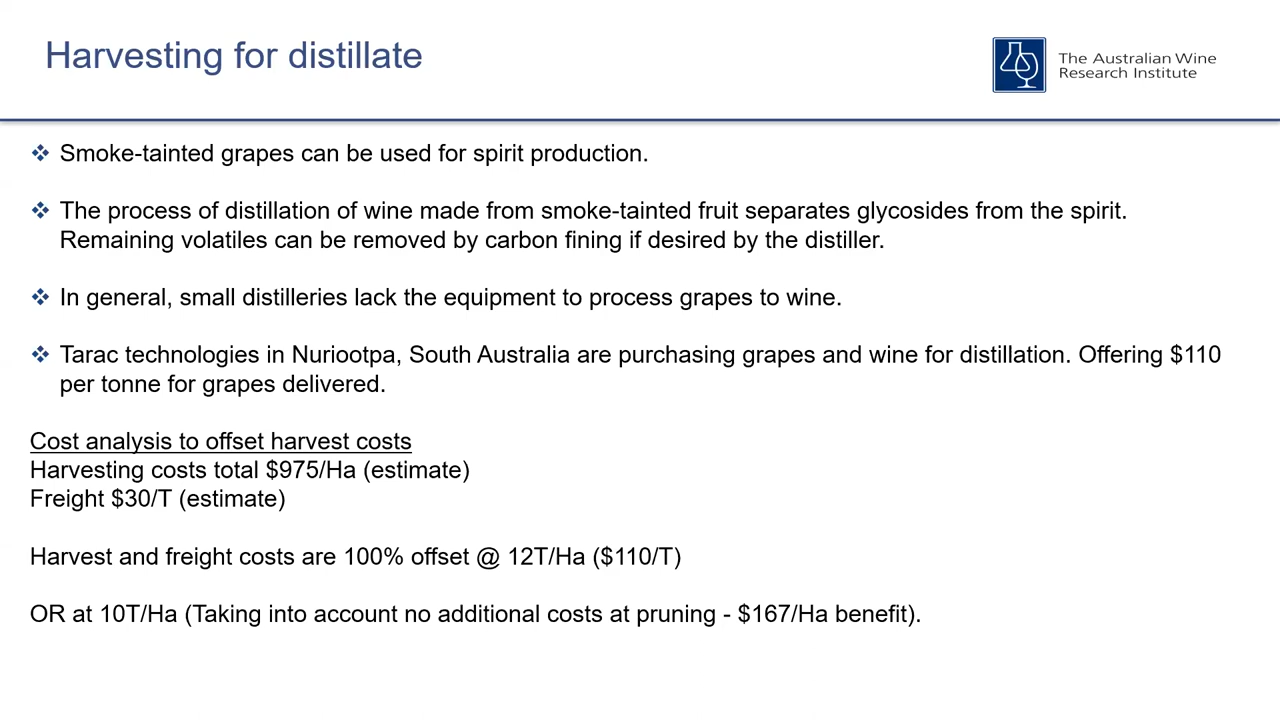 Harvesting for distillate
The Australian Wine
Research Institute
❖ Smoke-tainted grapes can be used for spirit production.
❖ The process of distillation of wine made from smoke-tainted fruit separates glycosides from the spirit.
Remaining volatiles can be removed by carbon fining if desired by the distiller.
❖ In general, small distilleries lack the equipment to process grapes to wine.
❖ Tarac technologies in Nuriootpa, South Australia are purchasing grapes and wine for distillation. Offering $110
per tonne for grapes delivered.
Cost analysis to offset harvest costs
Harvesting costs total $975/Ha (estimate)
Freight $30/T (estimate)
Harvest and freight costs are 100% offset @ 12T/Ha ($110/T)
OR at 10T/Ha (Taking into account no additional costs at pruning - $167/Ha benefit).